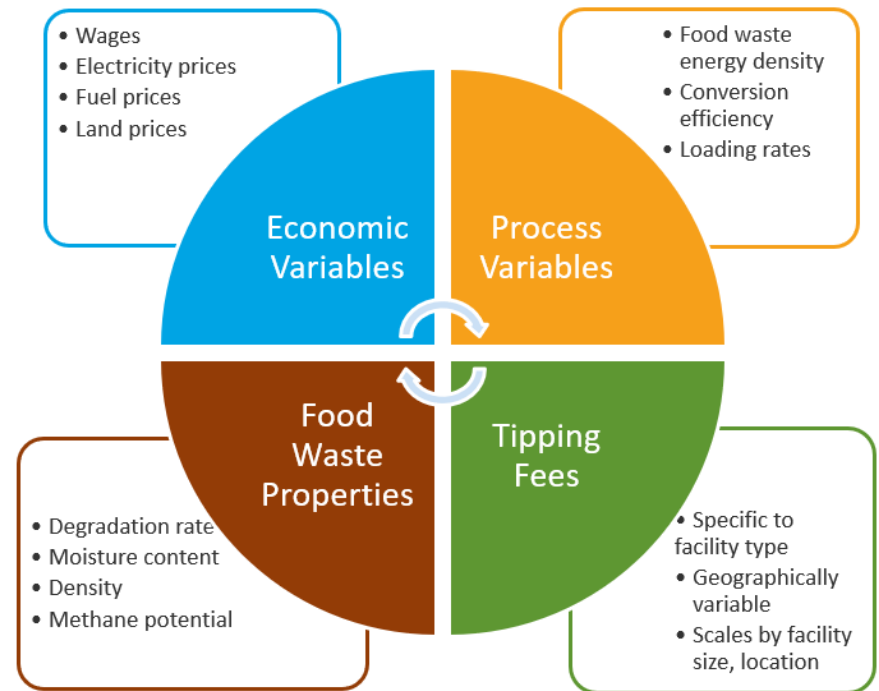 • Wages
• Electricity prices
• Fuel prices
• Land prices
• Food waste
energy density
• Conversion
efficiency
• Loading rates
Economic
Variables
Process
Variables
Food
Waste
Properties
Tipping
Fees
• Degradation rate
• Moisture content
• Density
• Methane potential
• Specific to
facility type
• Geographically
variable
• Scales by facility
size, location